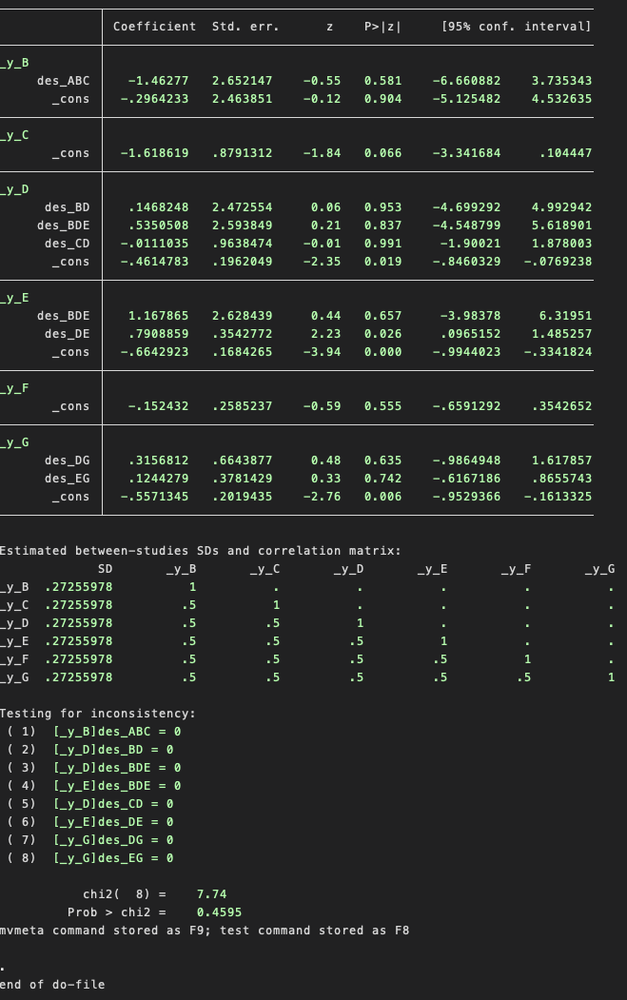 Coefficient  Std. err.      z    P>|z|     [95% conf. interval]
_y_B
des_ABC    -1.46277   2.652147    -0.55   0.581    -6.660882    3.735343
_cons   -.2964233   2.463851    -0.12   0.904    -5.125482    4.532635
_y_C
_cons   -1.618619   .8791312    -1.84   0.066    -3.341684     .104447
_y_D
des_BD    .1468248   2.472554     0.06   0.953    -4.699292    4.992942
des_BDE    .5350508   2.593849     0.21   0.837    -4.548799    5.618901
des_CD   -.0111035   .9638474    -0.01   0.991     -1.90021    1.878003
_cons   -.4614783   .1962049    -2.35   0.019    -.8460329   -.0769238
_y_E
des_BDE    1.167865   2.628439     0.44   0.657     -3.98378     6.31951
des_DE    .7908859   .3542772     2.23   0.026     .0965152    1.485257
_cons   -.6642923   .1684265    -3.94   0.000    -.9944023   -.3341824
_y_F
_cons    -.152432   .2585237    -0.59   0.555    -.6591292    .3542652
_y_G
des_DG    .3156812   .6643877     0.48   0.635    -.9864948    1.617857
des_EG    .1244279   .3781429     0.33   0.742    -.6167186    .8655743
_cons   -.5571345   .2019435    -2.76   0.006    -.9529366   -.1613325
Estimated between-studies SDs and correlation matrix:
SD       _y_B       _y_C       _y_D       _y_E       _y_F       _y_G
_y_B  .27255978          1          .          .          .          .          .
_y_C  .27255978         .5          1          .          .          .          .
_y_D  .27255978         .5         .5          1          .          .          .
_y_E  .27255978         .5         .5         .5          1          .          .
_y_F  .27255978         .5         .5         .5         .5          1          .
_y_G  .27255978         .5         .5         .5         .5         .5          1
Testing for inconsistency:
( 1)  [_y_B]des_ABC = 0
( 2)  [_y_D]des_BD = 0
( 3)  [_y_D]des_BDE = 0
( 4)  [_y_E]des_BDE = 0
( 5)  [_y_D]des_CD = 0
( 6)  [_y_E]des_DE = 0
( 7)  [_y_G]des_DG = 0
( 8)  [_y_G]des_EG = 0
chi2(  8) =    7.74
Prob > chi2 =    0.4595
mvmeta command stored as F9; test command stored as F8
.
end of do-file